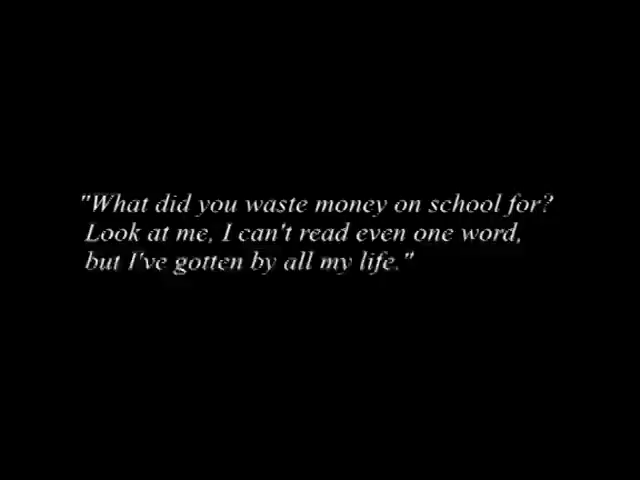 "What did you waste money on school for?
Look at me, I can't read even one word,
but I've gotten by all my life."